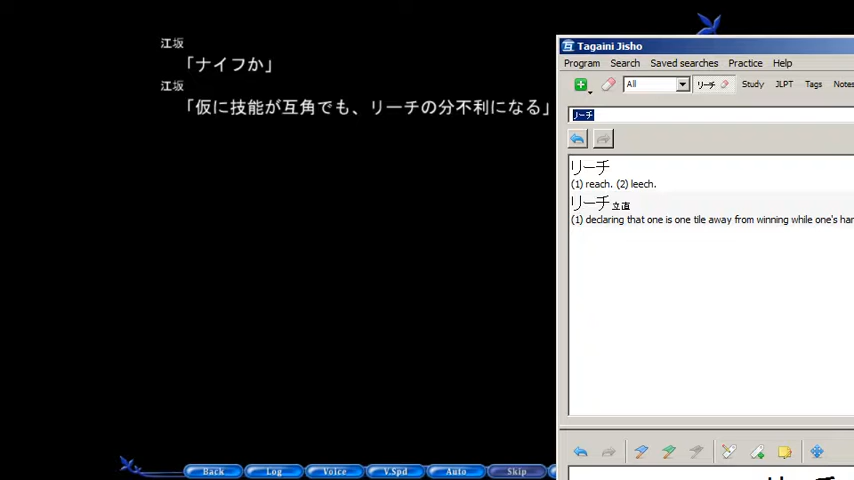 江坂
「ナイフか」
江坂
「仮に技能が互角でも、リーチの分不利になる」
Back
Log
Voice
V.Spd
Auto
Skip
Tagaini Jisho
Program Search Saved searches Practice Help
All リーチ Study JLPT Tags Notes
リーチ
リーチ
(1) reach. (2) leech.
リーチ 立直
(1) declaring that one is one tile away from winning while one's har
リーチ